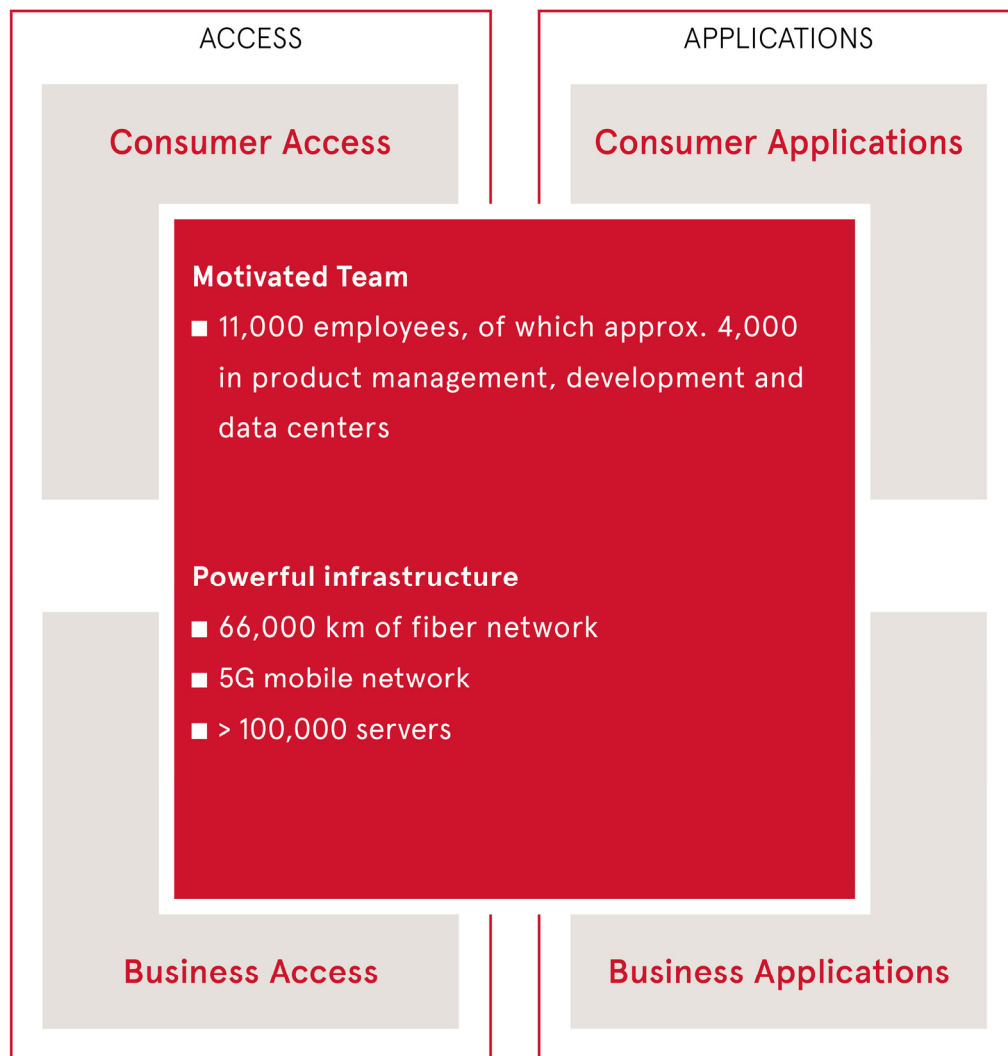 ACCESS
APPLICATIONS
Consumer Access
Consumer Applications
Motivated Team
■ 11,000 employees, of which approx. 4,000
in product management, development and
data centers
Powerful infrastructure
■ 66,000 km of fiber network
■ 5G mobile network
■ > 100,000 servers
Business Access
Business Applications